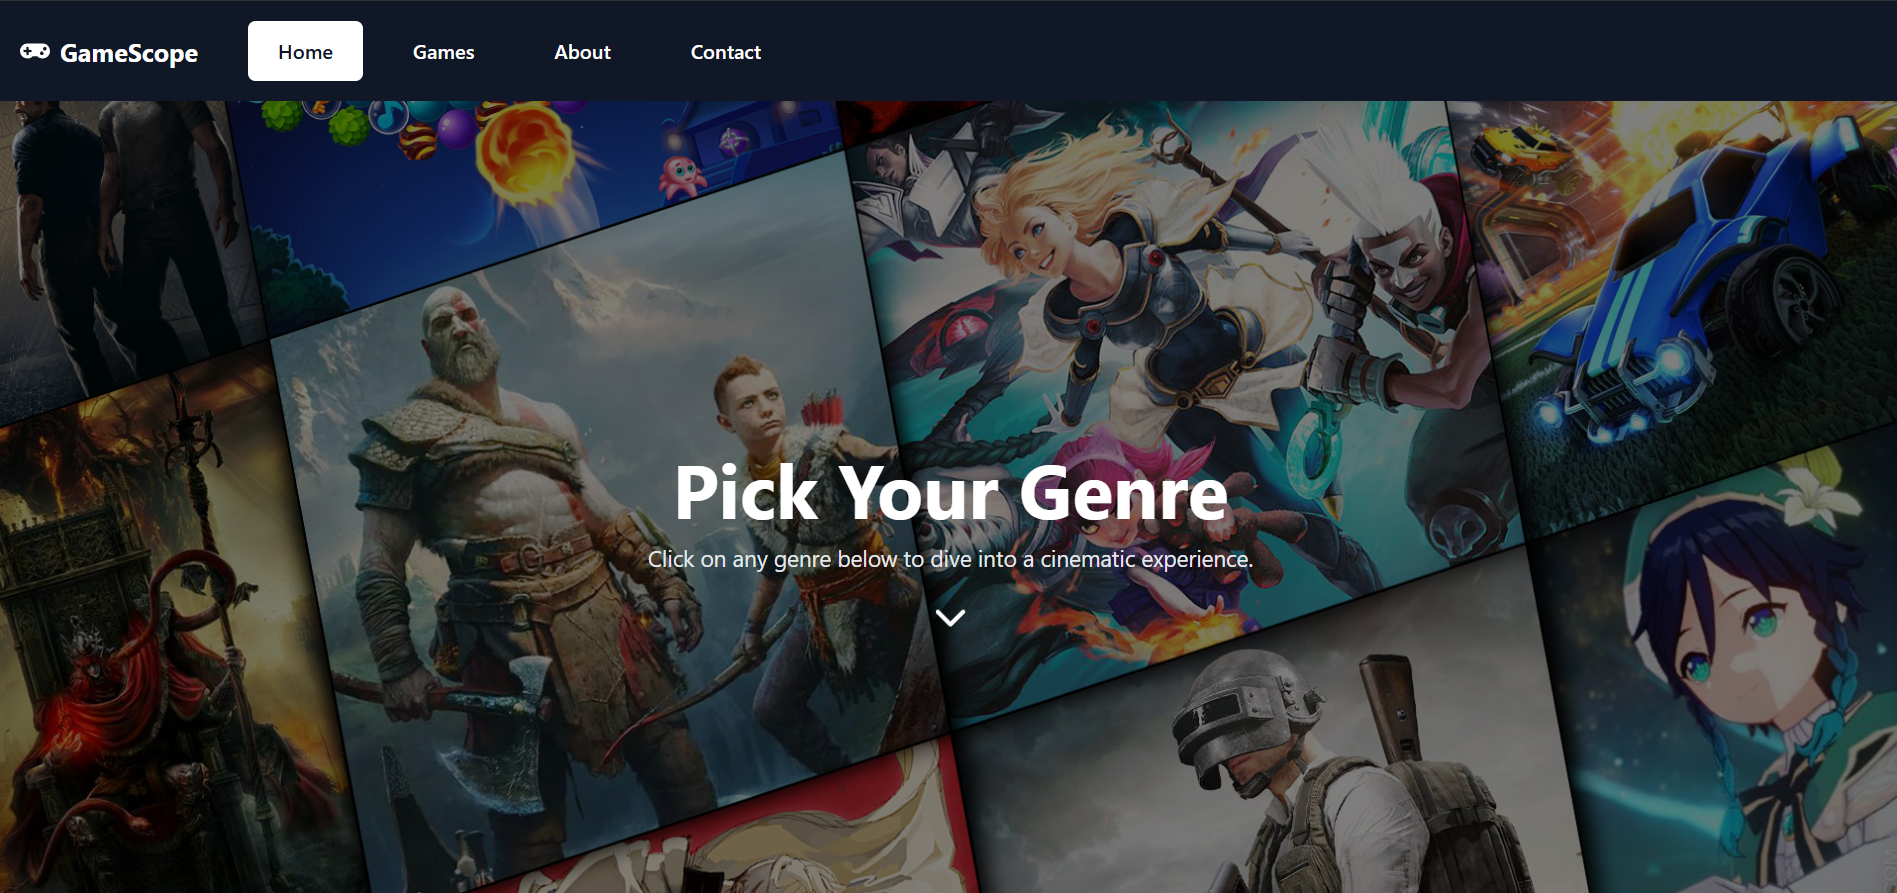 GameScope
Home
Games
About
Contact
Pick Your Genre
Click on any genre below to dive into a cinematic experience.